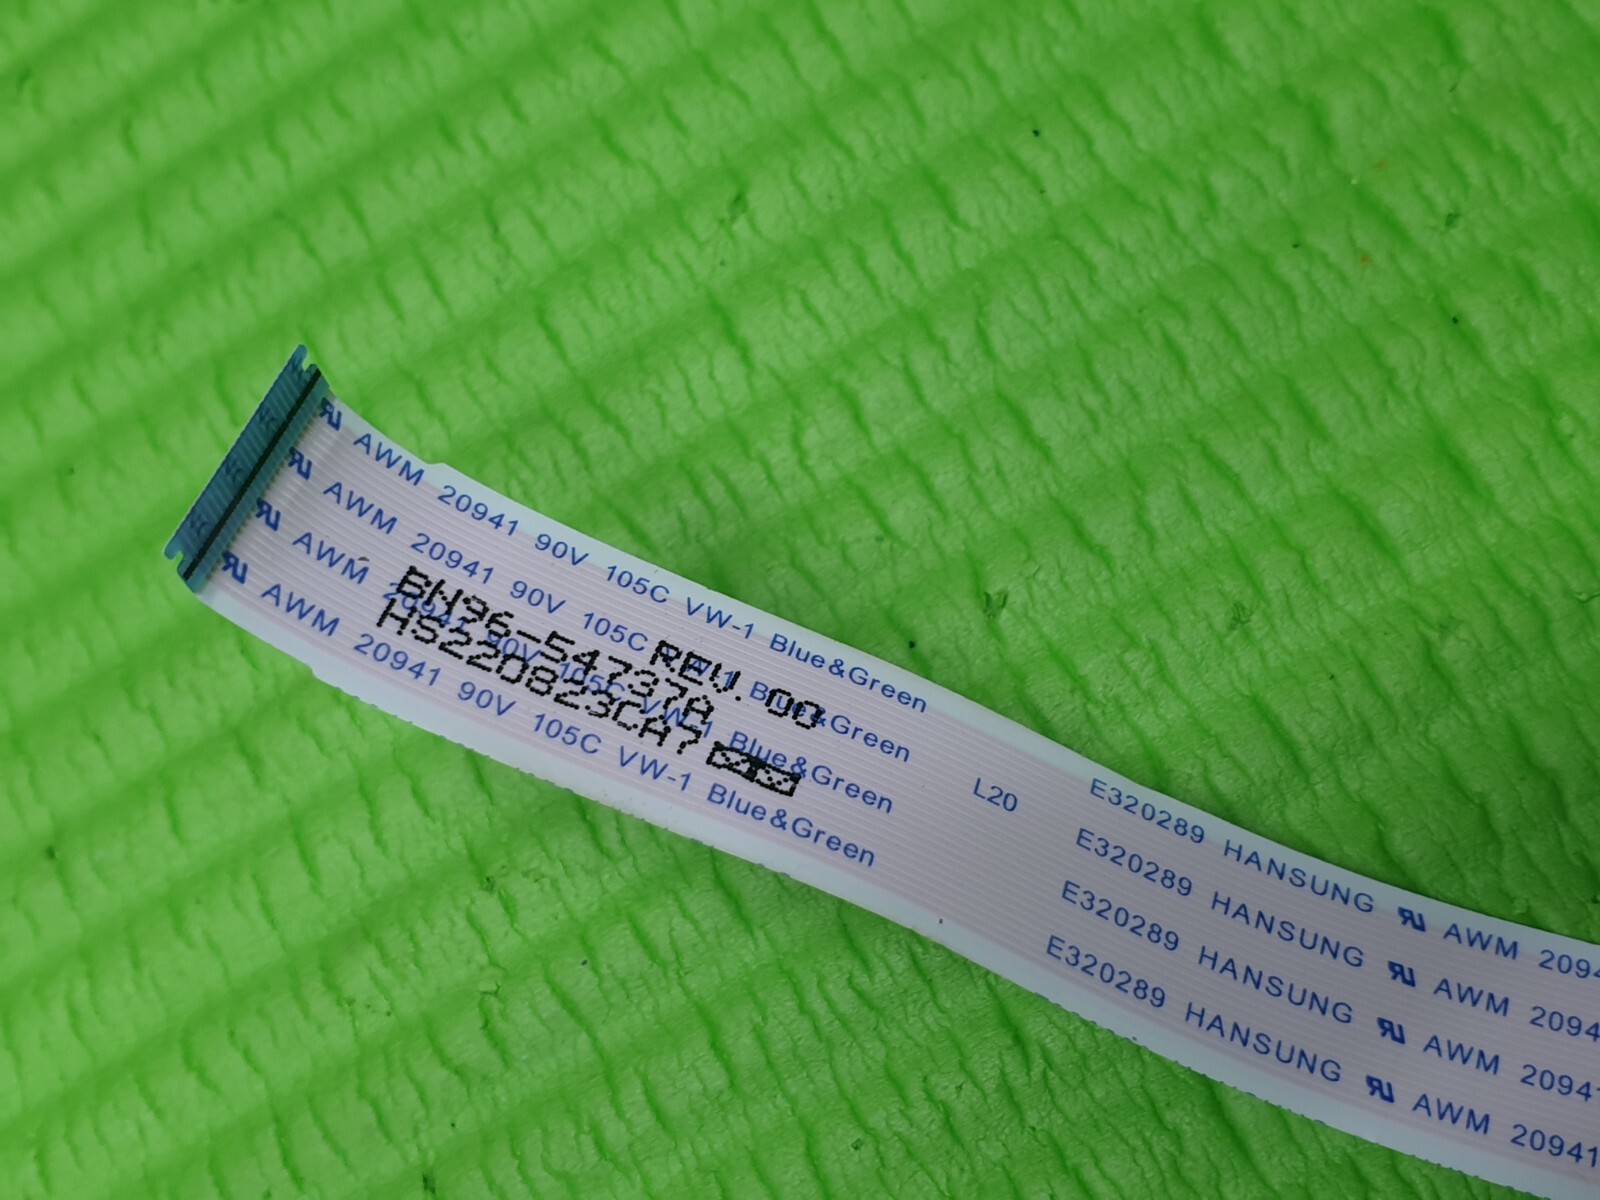 AWM 20941 90V 105C VW-1 Blue&Green
AWM 20941 90V 105C VW-1 Blue&Green
AWM 20941 90V 105C VW-1 Blue&Green
AWM 20941 90V 105C VW-1 Blue&Green
REV.00
BN96-54737A
HS220823CA7
L20
E320289 HANSUNG AWM 2094
E320289 HANSUNG AWM 2094
E320289 HANSUNG AWM 20941
E320289 HANSUNG AWM 20941